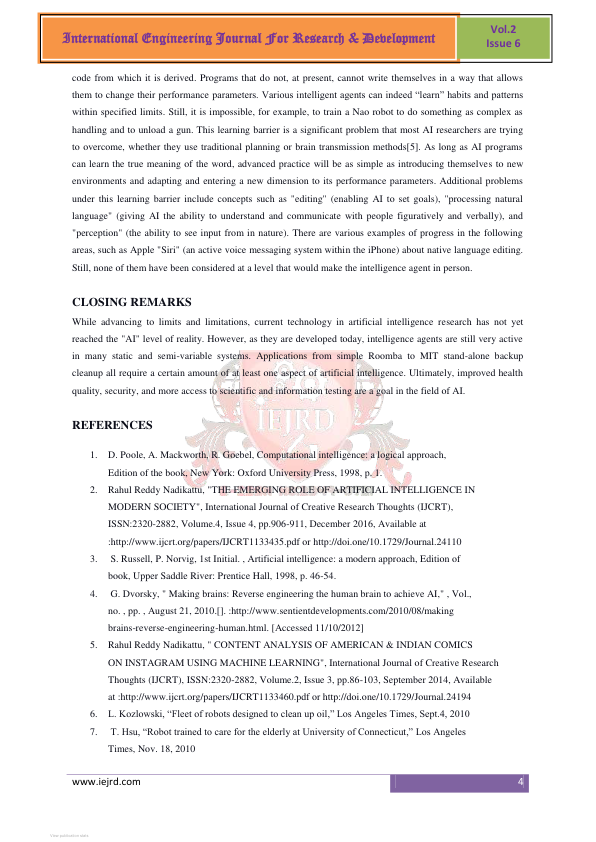 International Engineering Journal For Research & Development
Vol.2
Issue 6
code from which it is derived. Programs that do not, at present, cannot write themselves in a way that allows
them to change their performance parameters. Various intelligent agents can indeed “learn” habits and patterns
within specified limits. Still, it is impossible, for example, to train a Nao robot to do something as complex as
handling and to unload a gun. This learning barrier is a significant problem that most AI researchers are trying
to overcome, whether they use traditional planning or brain transmission methods[5]. As long as AI programs
can learn the true meaning of the word, advanced practice will be as simple as introducing themselves to new
environments and adapting and entering a new dimension to its performance parameters. Additional problems
under this learning barrier include concepts such as "editing" (enabling AI to set goals), "processing natural
language" (giving AI the ability to understand and communicate with people figuratively and verbally), and
"perception" (the ability to see input from in nature). There are various examples of progress in the following
areas, such as Apple "Siri" (an active voice messaging system within the iPhone) about native language editing.
Still, none of them have been considered at a level that would make the intelligence agent in person.
CLOSING REMARKS
While advancing to limits and limitations, current technology in artificial intelligence research has not yet
reached the "AI" level of reality. However, as they are developed today, intelligence agents are still very active
in many static and semi-variable systems. Applications from simple Roomba to MIT stand-alone backup
cleanup all require a certain amount of at least one aspect of artificial intelligence. Ultimately, improved health
quality, security, and more access to scientific and information testing are a goal in the field of AI.
IEJRD
REFERENCES
1. D. Poole, A. Mackworth, R. Goebel, Computational intelligence: a logical approach,
Edition of the book, New York: Oxford University Press, 1998, p. 1.
2. Rahul Reddy Nadikattu, "THE EMERGING ROLE OF ARTIFICIAL INTELLIGENCE IN
MODERN SOCIETY", International Journal of Creative Research Thoughts (IJCRT),
ISSN:2320-2882, Volume.4, Issue 4, pp.906-911, December 2016, Available at
:http://www.ijcrt.org/papers/IJCRT1133435.pdf or http://doi.one/10.1729/Journal.24110
3. S. Russell, P. Norvig, 1st Initial. , Artificial intelligence: a modern approach, Edition of
book, Upper Saddle River: Prentice Hall, 1998, p. 46-54.
4. G. Dvorsky, " Making brains: Reverse engineering the human brain to achieve AI," , Vol.,
no. , pp. , August 21, 2010.[]. :http://www.sentientdevelopments.com/2010/08/making
brains-reverse-engineering-human.html. [Accessed 11/10/2012]
5. Rahul Reddy Nadikattu, " CONTENT ANALYSIS OF AMERICAN & INDIAN COMICS
ON INSTAGRAM USING MACHINE LEARNING", International Journal of Creative Research
Thoughts (IJCRT), ISSN:2320-2882, Volume.2, Issue 3, pp.86-103, September 2014, Available
at :http://www.ijcrt.org/papers/IJCRT1133460.pdf or http://doi.one/10.1729/Journal.24194
6. L. Kozlowski, “Fleet of robots designed to clean up oil,” Los Angeles Times, Sept.4, 2010
7. T. Hsu, “Robot trained to care for the elderly at University of Connecticut,” Los Angeles
Times, Nov. 18, 2010
www.iejrd.com
4
View publication stats